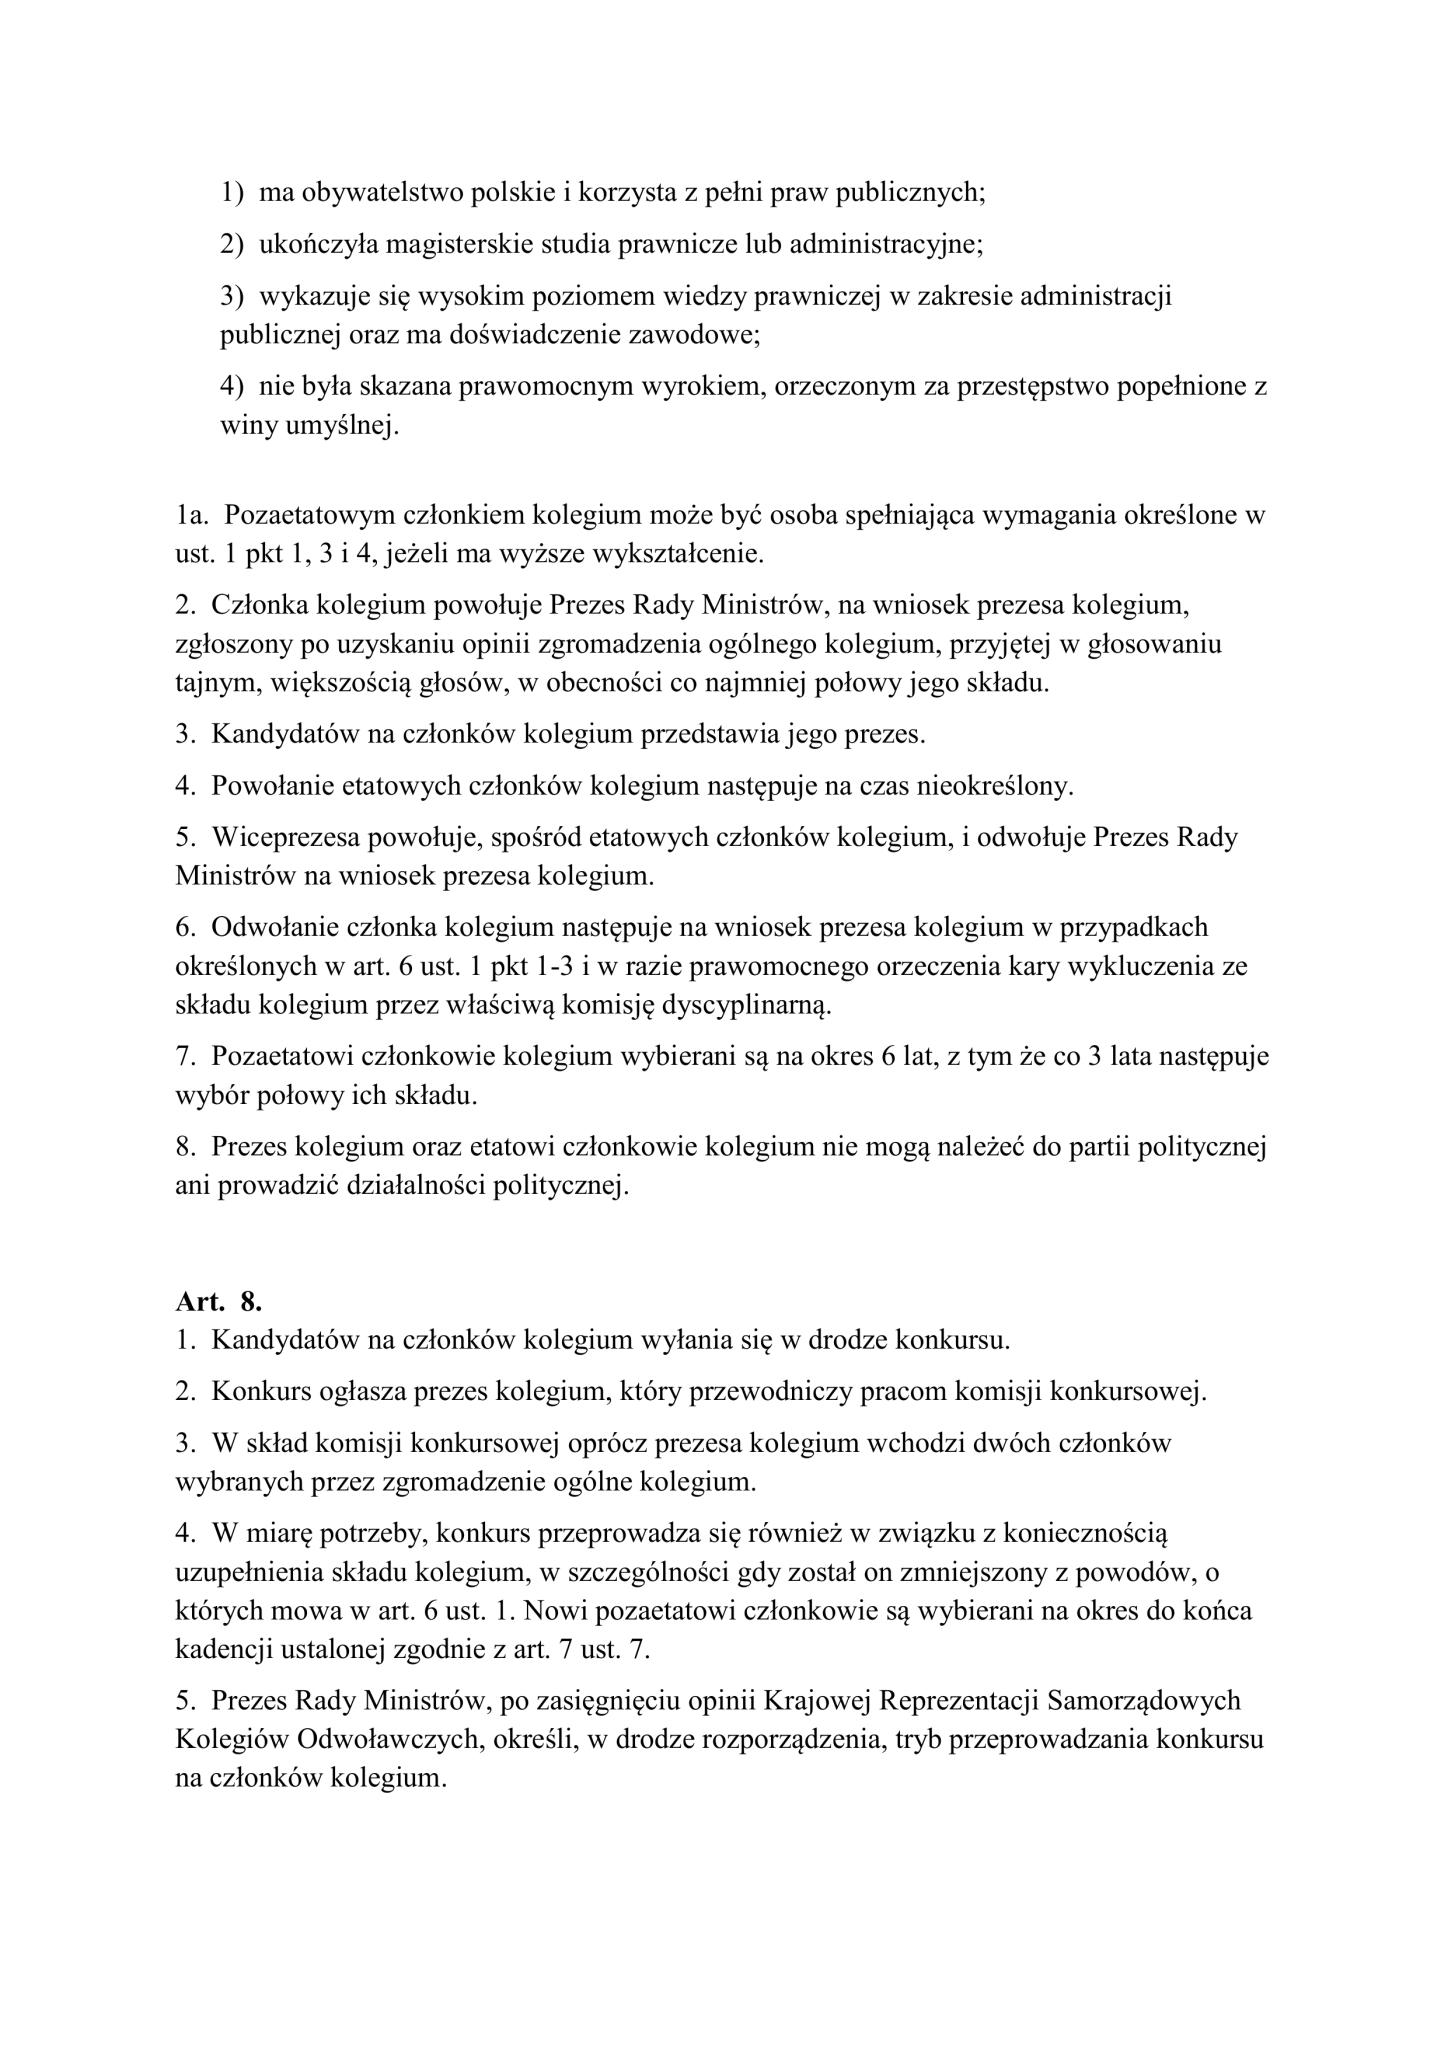 1) ma obywatelstwo polskie i korzysta z pełni praw publicznych;
2) ukończyła magisterskie studia prawnicze lub administracyjne;
3) wykazuje się wysokim poziomem wiedzy prawniczej w zakresie administracji
publicznej oraz ma doświadczenie zawodowe;
4) nie była skazana prawomocnym wyrokiem, orzeczonym za przestępstwo popełnione z
winy umyślnej.
1a. Pozaetatowym członkiem kolegium może być osoba spełniająca wymagania określone w
ust. 1 pkt 1, 3 i 4, jeżeli ma wyższe wykształcenie.
2. Członka kolegium powołuje Prezes Rady Ministrów, na wniosek prezesa kolegium,
zgłoszony po uzyskaniu opinii zgromadzenia ogólnego kolegium, przyjętej w głosowaniu
tajnym, większością głosów, w obecności co najmniej połowy jego składu.
3. Kandydatów na członków kolegium przedstawia jego prezes.
4. Powołanie etatowych członków kolegium następuje na czas nieokreślony.
5. Wiceprezesa powołuje, spośród etatowych członków kolegium, i odwołuje Prezes Rady
Ministrów na wniosek prezesa kolegium.
6. Odwołanie członka kolegium następuje na wniosek prezesa kolegium w przypadkach
określonych w art. 6 ust. 1 pkt 1-3 i w razie prawomocnego orzeczenia kary wykluczenia ze
składu kolegium przez właściwą komisję dyscyplinarną.
7. Pozaetatowi członkowie kolegium wybierani są na okres 6 lat, z tym że co 3 lata następuje
wybór połowy ich składu.
8. Prezes kolegium oraz etatowi członkowie kolegium nie mogą należeć do partii politycznej
ani prowadzić działalności politycznej.
Art. 8.
1. Kandydatów na członków kolegium wyłania się w drodze konkursu.
2. Konkurs ogłasza prezes kolegium, który przewodniczy pracom komisji konkursowej.
3. W skład komisji konkursowej oprócz prezesa kolegium wchodzi dwóch członków
wybranych przez zgromadzenie ogólne kolegium.
4. W miarę potrzeby, konkurs przeprowadza się również w związku z koniecznością
uzupełnienia składu kolegium, w szczególności gdy został on zmniejszony z powodów, o
których mowa w art. 6 ust. 1. Nowi pozaetatowi członkowie są wybierani na okres do końca
kadencji ustalonej zgodnie z art. 7 ust. 7.
5. Prezes Rady Ministrów, po zasięgnięciu opinii Krajowej Reprezentacji Samorządowych
Kolegiów Odwoławczych, określi, w drodze rozporządzenia, tryb przeprowadzania konkursu
na członków kolegium.